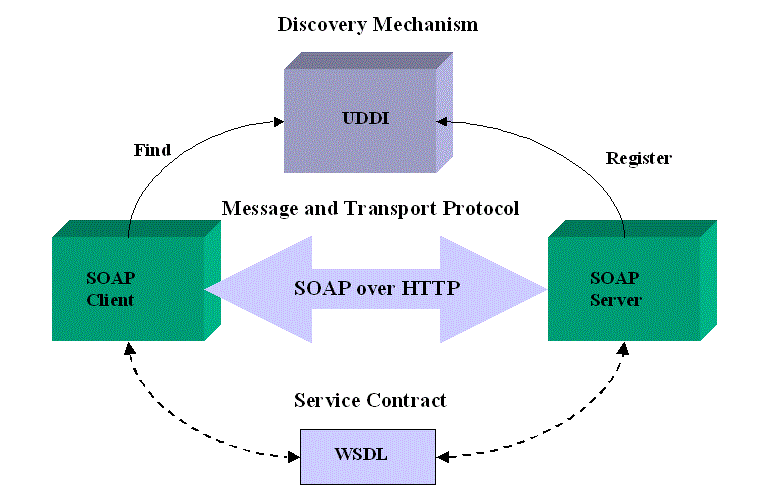 Discovery Mechanism
UDDI
Find
Register
Message and Transport Protocol
SOAP
Client
SOAP over HTTP
SOAP
Server
Service Contract
WSDL